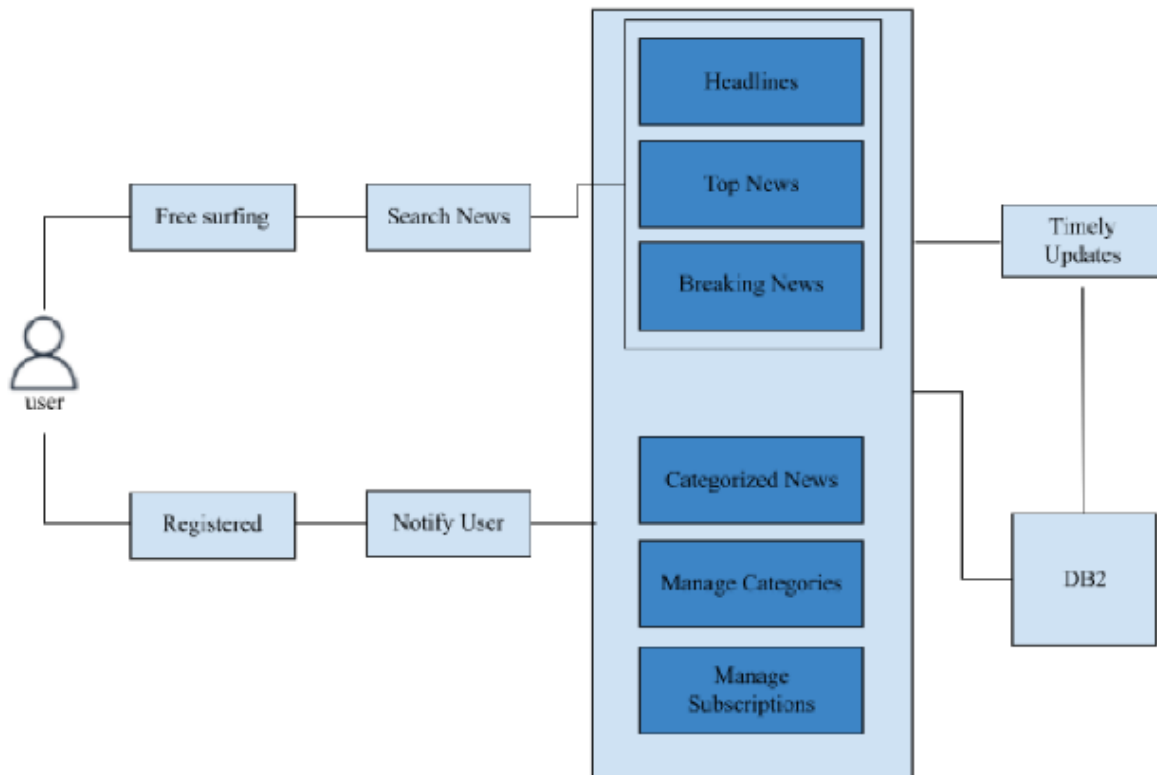 Headlines
Top News
Breaking News
Free surfing
Search News
Timely
Updates
user
Categorized News
Registered
Notify User
Manage Categories
DB2
Manage
Subscriptions